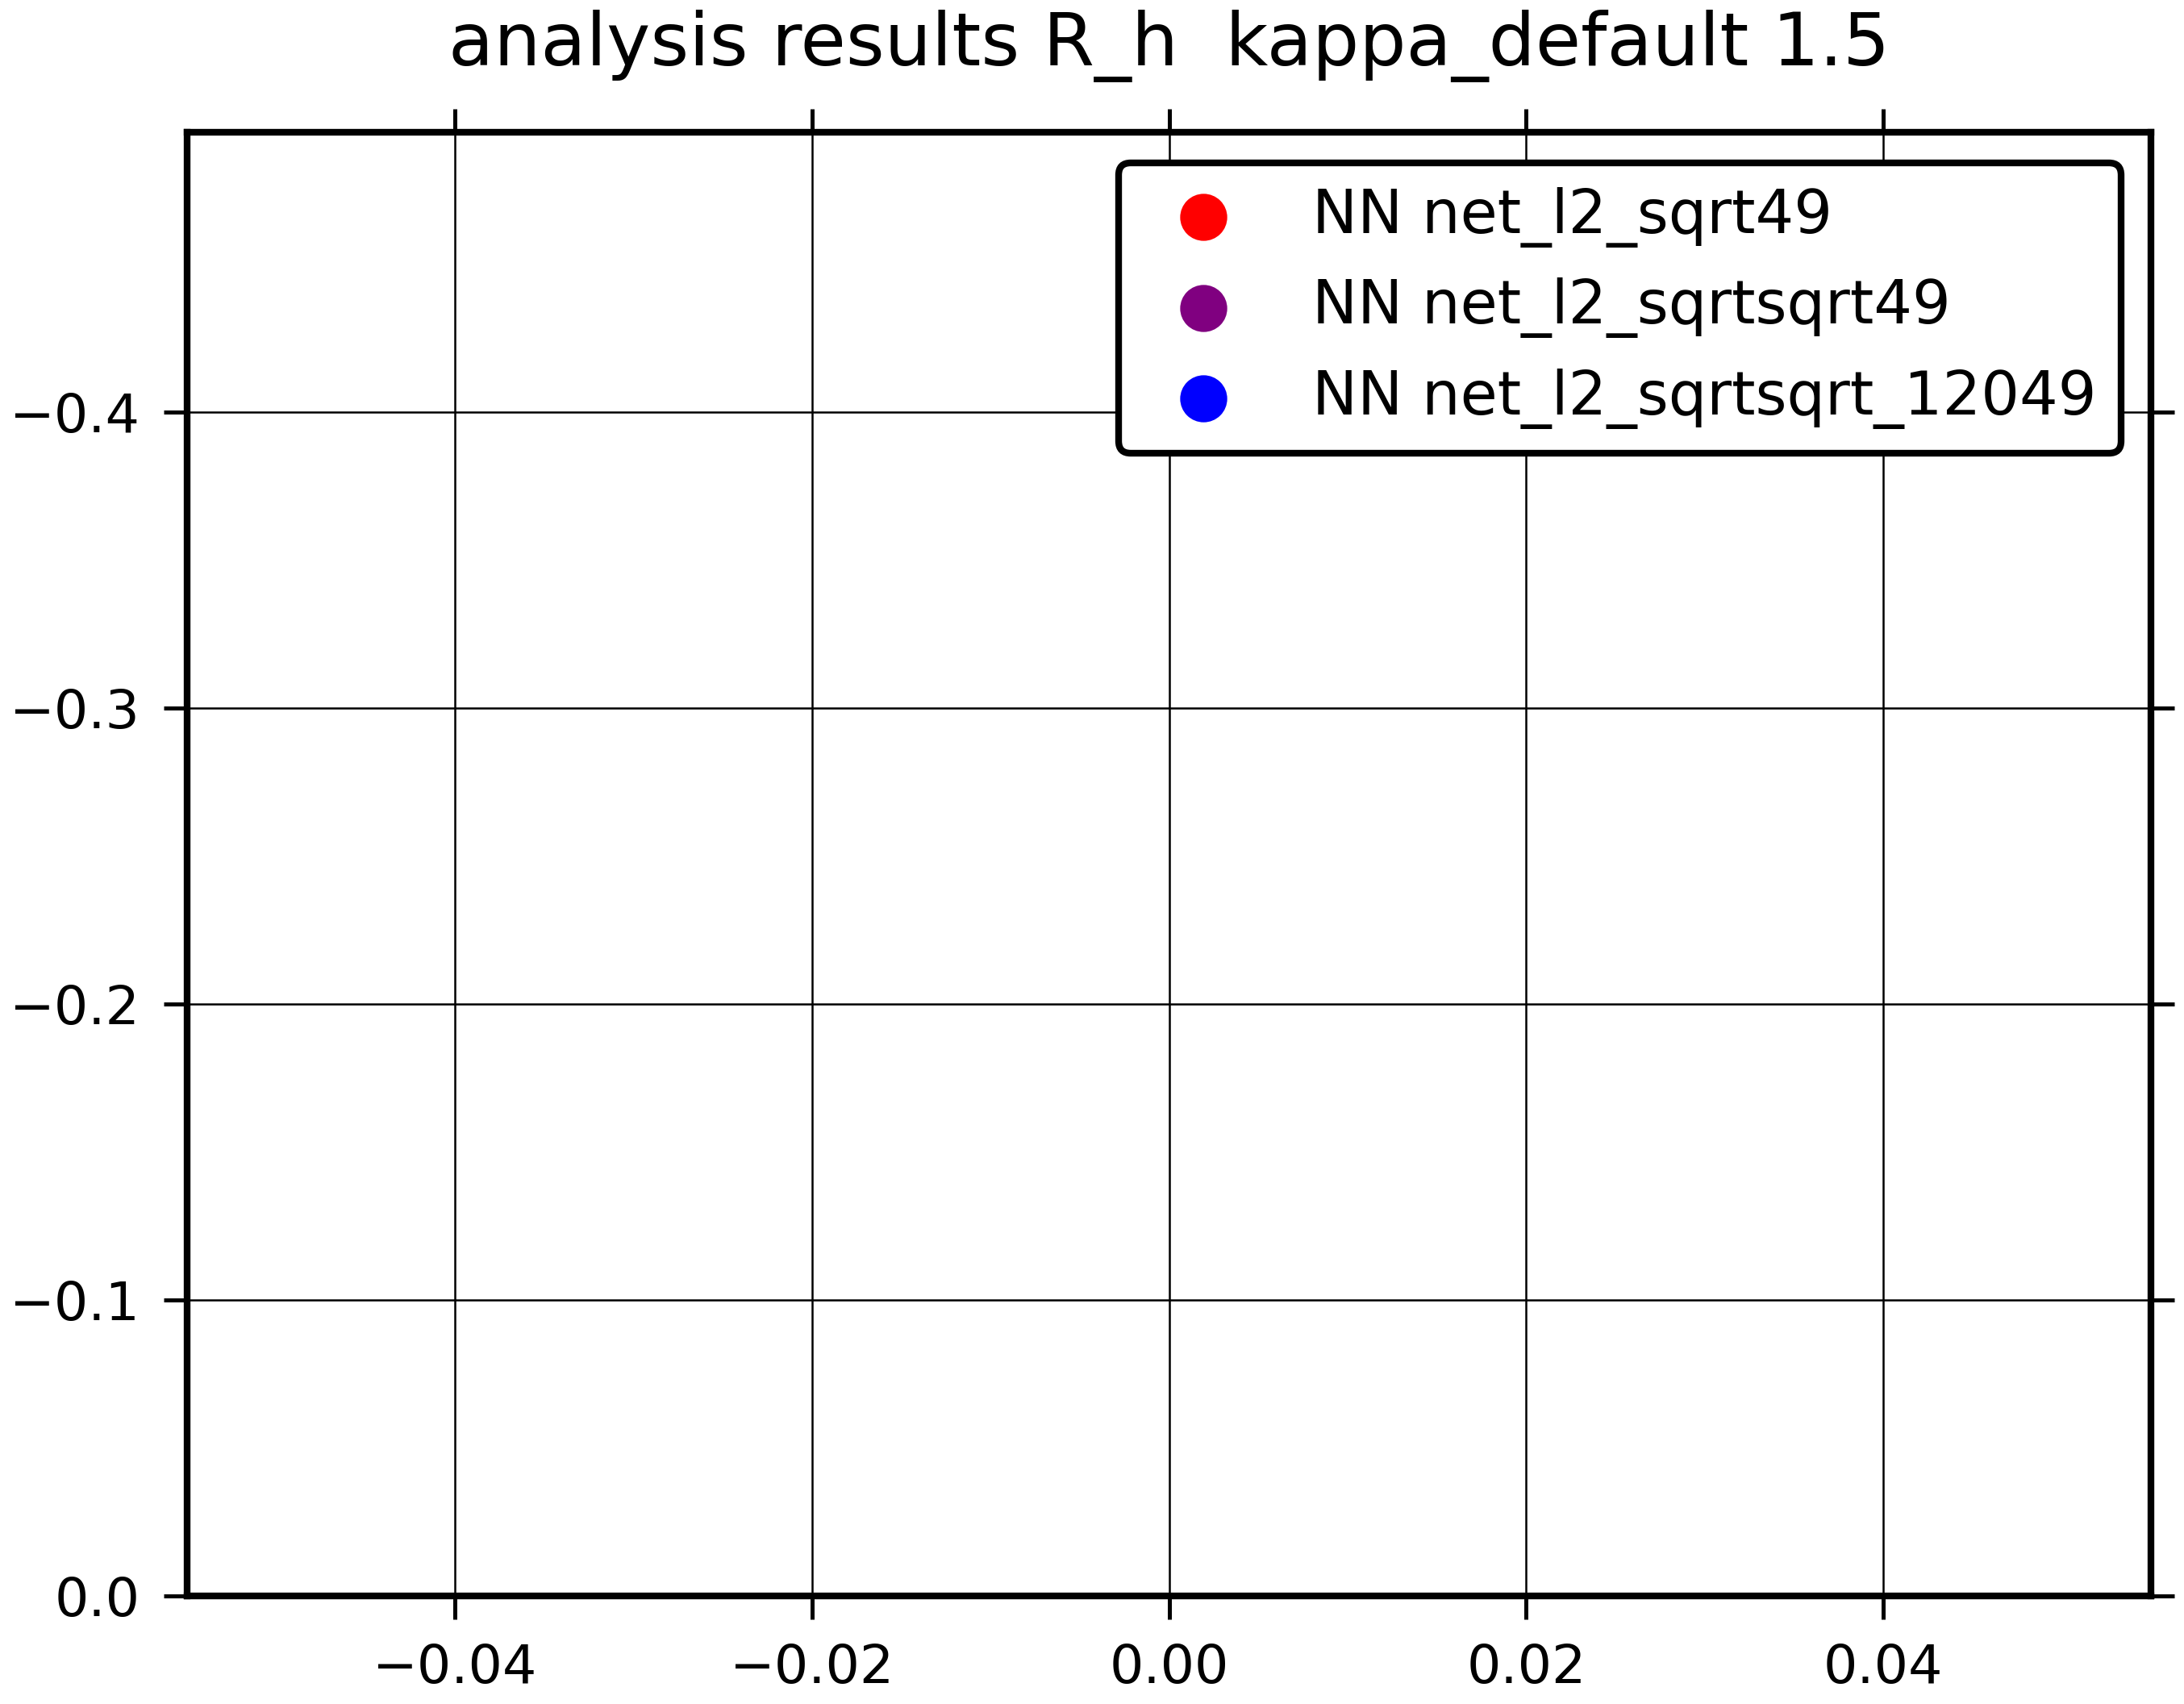 analysis results R_h  kappa_default 1.5
NN net_l2_sqrt49
NN net_l2_sqrtsqrt49
NN net_l2_sqrtsqrt_12049
−0.4
−0.3
−0.2
−0.1
0.0
−0.04 −0.02 0.00 0.02 0.04